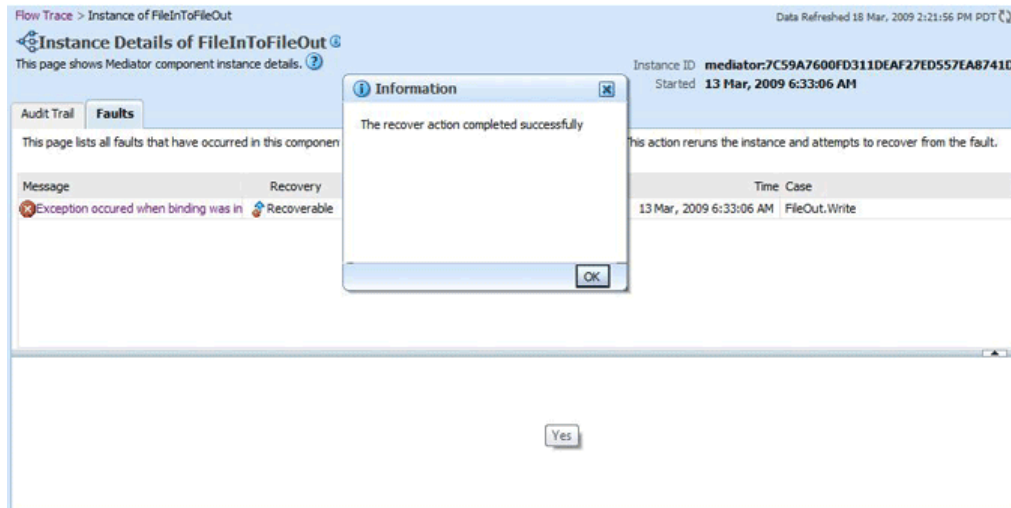 Flow Trace > Instance of FileInToFileOut
Data Refreshed 18 Mar, 2009 2:21:56 PM PDT
Instance Details of FileInToFileOut
This page shows Mediator component instance details.
Instance ID mediator:7C59A7600FD311DEAF27ED557EA8741D
Started 13 Mar, 2009 6:33:06 AM
Information
The recover action completed successfully
OK
Audit Trail Faults
This page lists all faults that have occurred in this componen
This action reruns the instance and attempts to recover from the fault.
Message Recovery Time Case
Exception occured when binding was in Recoverable 13 Mar, 2009 6:33:06 AM FileOut.Write
Yes